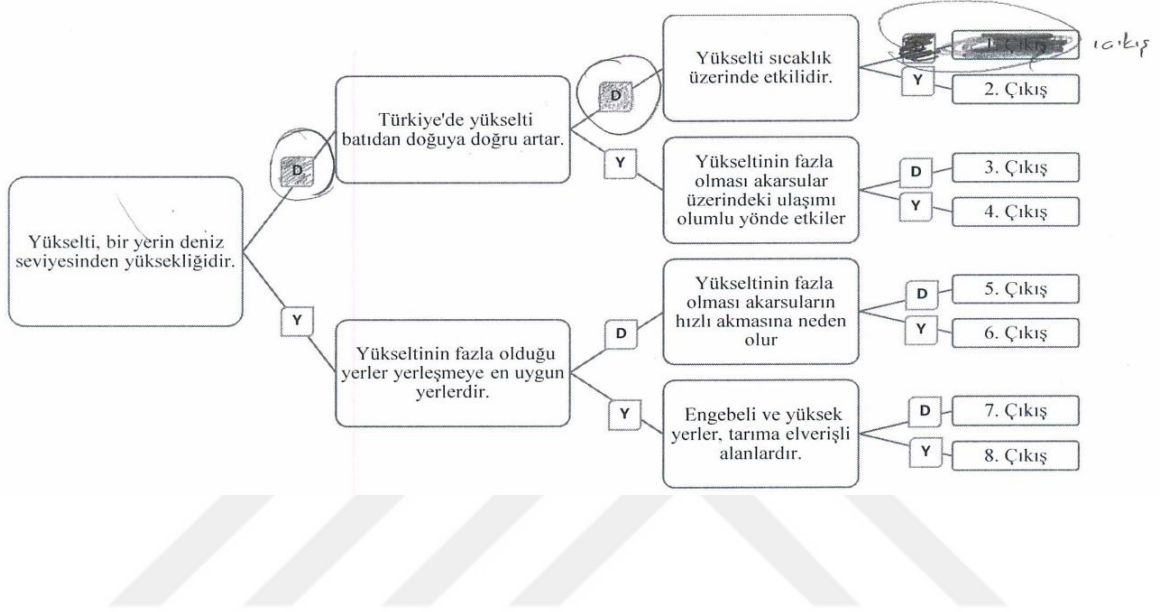 Yükselti, bir yerin deniz
seviyesinden yüksekliğidir.
D
Y
Türkiye'de yükselti
batıdan doğuya doğru artar.
D
Y
Yükseltinin fazla olduğu
yerler yerleşmeye en uygun
yerlerdir.
D
Y
Yükselti sıcaklık
üzerinde etkilidir.
1. Çıkış
1 çıkış
Y
2. Çıkış
Yükseltinin fazla
olması akarsular
üzerindeki ulaşımı
olumlu yönde etkiler
D
3. Çıkış
Y
4. Çıkış
Yükseltinin fazla
olması akarsuların
hızlı akmasına neden
olur
D
5. Çıkış
Y
6. Çıkış
Engebeli ve yüksek
yerler, tarıma elverişli
alanlardır.
D
7. Çıkış
Y
8. Çıkış